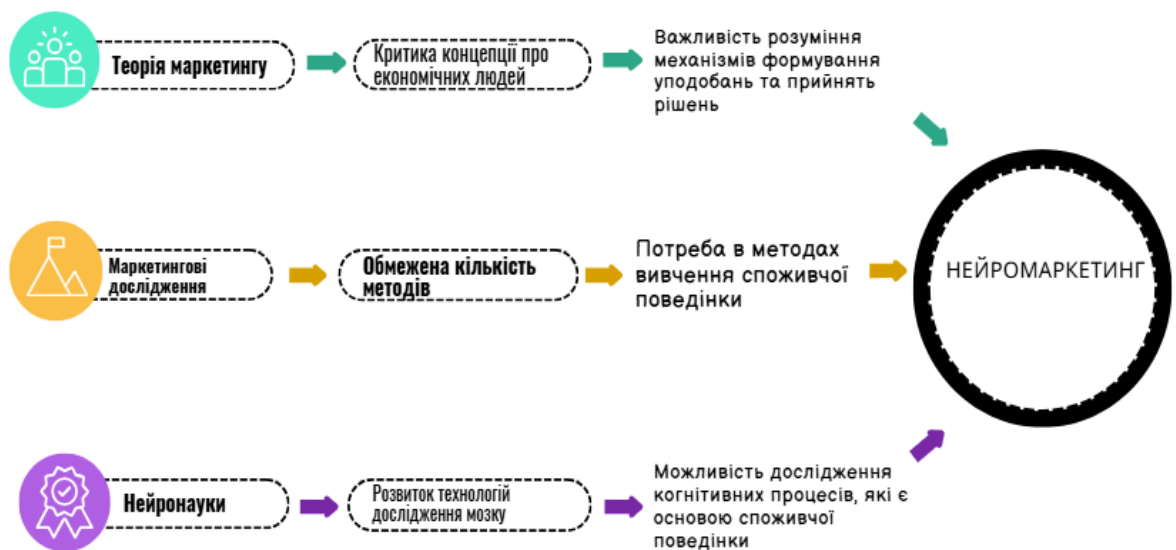 Теорія маркетингу
Критика концепції про
економічних людей
Важливість розуміння
механізмів формування
уподобань та прийнять
рішень
Маркетингові
дослідження
Обмежена кількість
методів
Потреба в методах
вивчення споживчої
поведінки
НЕЙРОМАРКЕТИНГ
Нейронауки
Розвиток технологій
дослідження мозку
Можливість дослідження
когнітивних процесів, які є
основою споживчої
поведінки